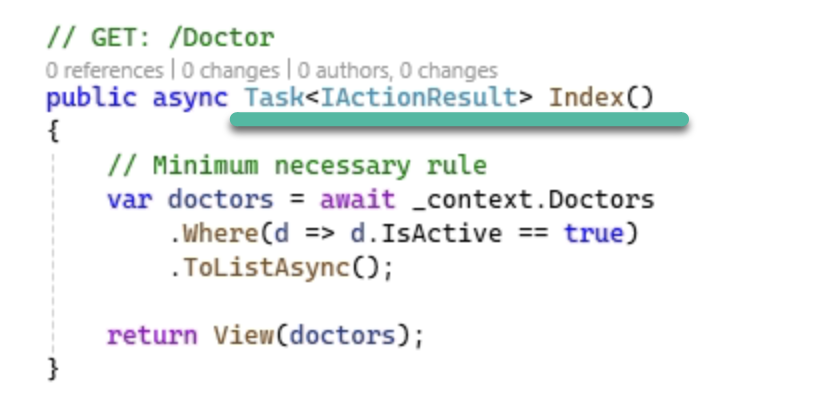 // GET: /Doctor
0 references | 0 changes | 0 authors, 0 changes
public async Task<IActionResult> Index()
{
// Minimum necessary rule
var doctors = await _context.Doctors
.Where(d => d.IsActive == true)
.ToListAsync();
return View(doctors);
}